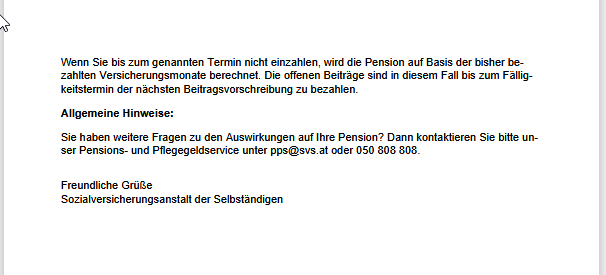 Wenn Sie bis zum genannten Termin nicht einzahlen, wird die Pension auf Basis der bisher be-
zahlten Versicherungsmonate berechnet. Die offenen Beiträge sind in diesem Fall bis zum Fällig-
keitstermin der nächsten Beitragsvorschreibung zu bezahlen.
Allgemeine Hinweise:
Sie haben weitere Fragen zu den Auswirkungen auf Ihre Pension? Dann kontaktieren Sie bitte un-
ser Pensions- und Pflegegeldservice unter pps@svs.at oder 050 808 808.
Freundliche Grüße
Sozialversicherungsanstalt der Selbständigen